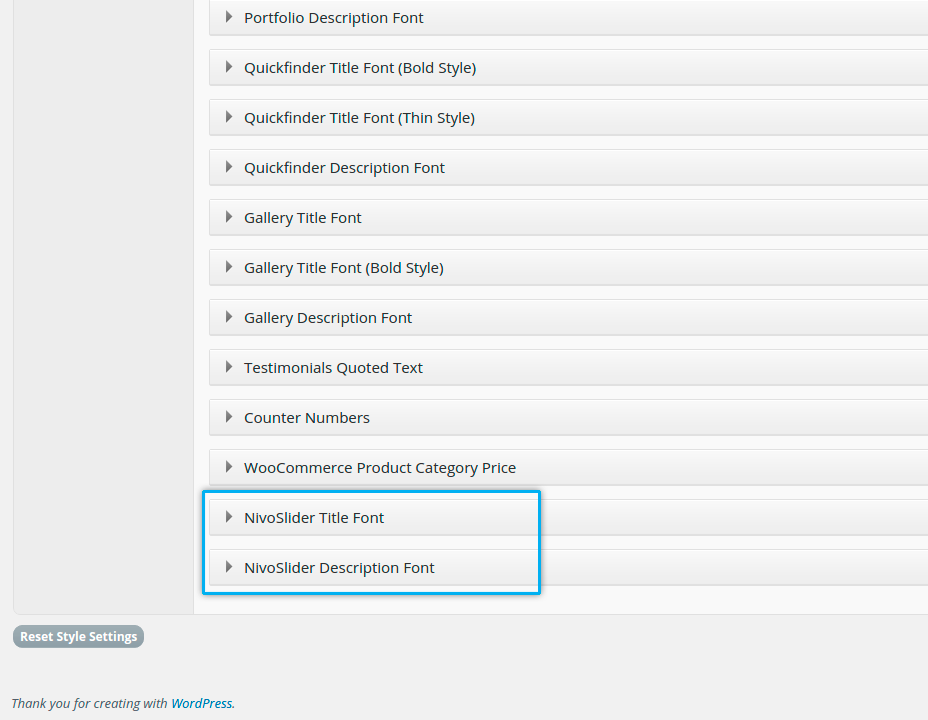 Portfolio Description Font
Quickfinder Title Font (Bold Style)
Quickfinder Title Font (Thin Style)
Quickfinder Description Font
Gallery Title Font
Gallery Title Font (Bold Style)
Gallery Description Font
Testimonials Quoted Text
Counter Numbers
WooCommerce Product Category Price
NivoSlider Title Font
NivoSlider Description Font
Reset Style Settings
Thank you for creating with WordPress.